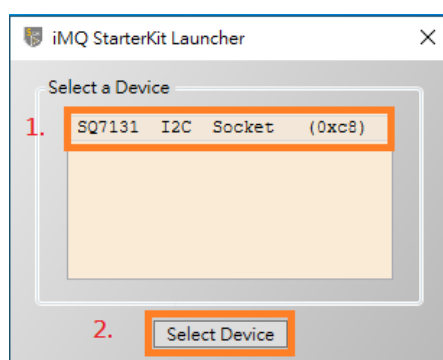 iMQ StarterKit Launcher
Select a Device
1. SQ7131 I2C Socket (0xc8)
2. Select Device